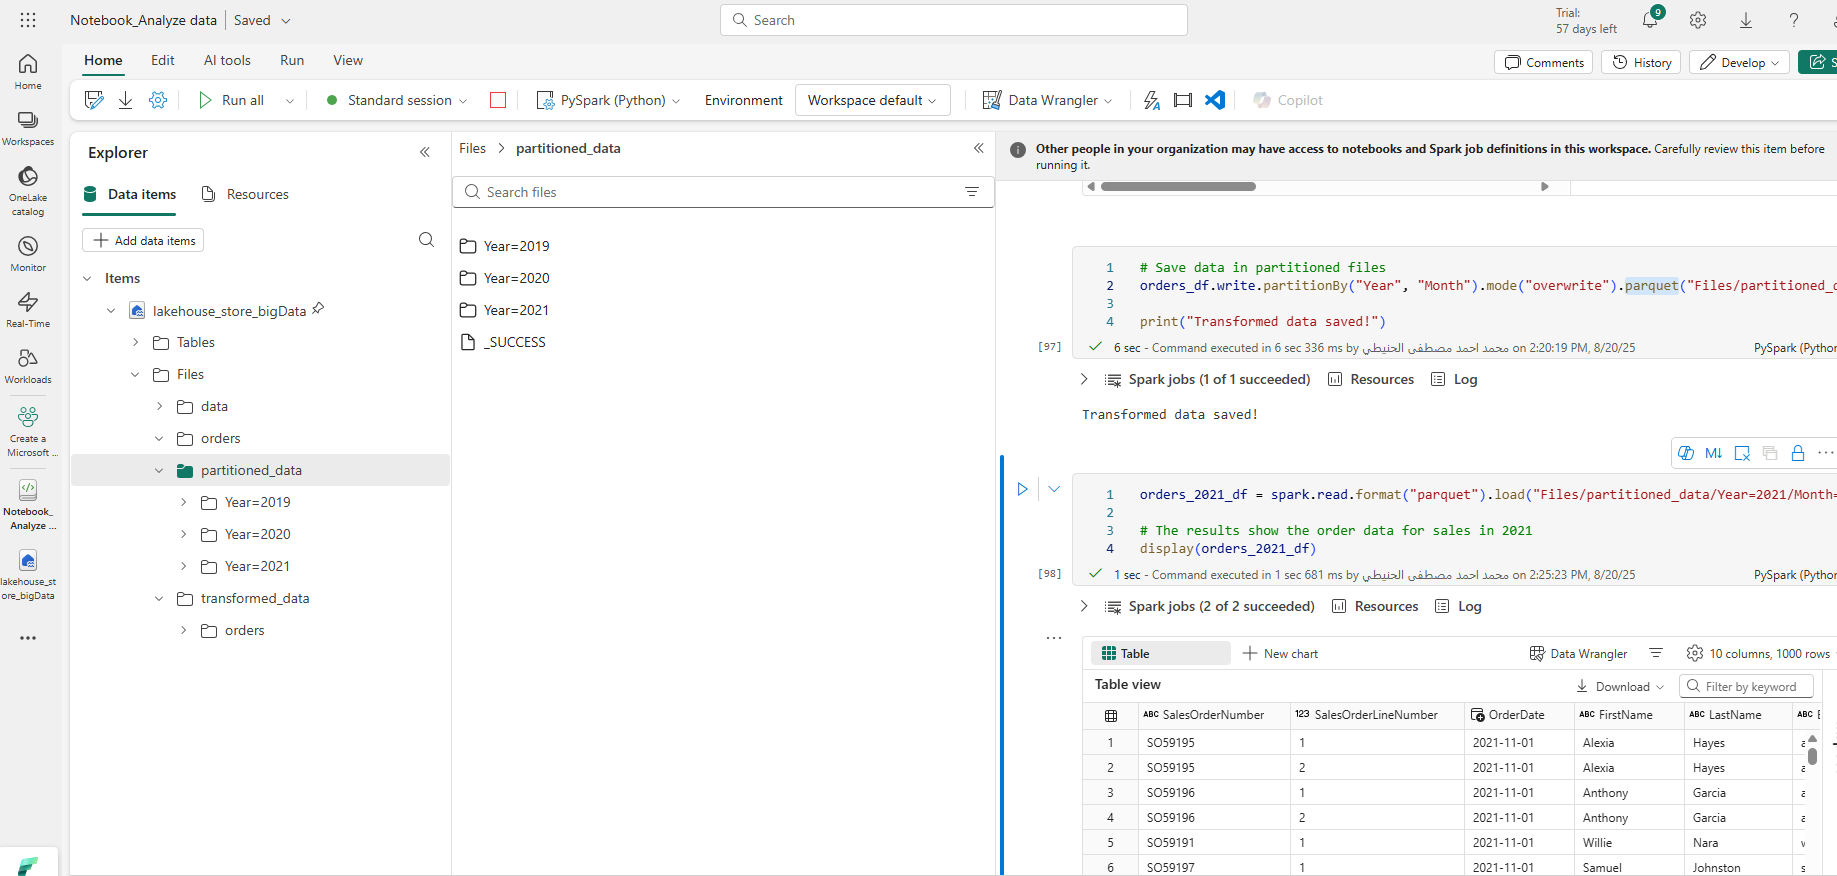 Notebook_Analyze data
Saved
Search
Trial:
57 days left
9
Home
Edit
AI tools
Run
View
Comments
History
Develop
Run all
Standard session
PySpark (Python)
Environment
Workspace default
Data Wrangler
Copilot
Home
Workspaces
OneLake
catalog
Monitor
Real-Time
Workloads
Create a
Microsoft ...
Notebook_
Analyze ...
lakehouse_st
ore_bigData
Explorer
Data items
Resources
Add data items
Items
lakehouse_store_bigData
Tables
Files
data
orders
partitioned_data
Year=2019
Year=2020
Year=2021
transformed_data
orders
Files > partitioned_data
Search files
Year=2019
Year=2020
Year=2021
_SUCCESS
Other people in your organization may have access to notebooks and Spark job definitions in this workspace. Carefully review this item before
running it.
1 # Save data in partitioned files
2 orders_df.write.partitionBy("Year", "Month").mode("overwrite").parquet("Files/partitioned_
3
4 print("Transformed data saved!")
[97]
6 sec - Command executed in 6 sec 336 ms by محمد احمد مصطفى الحنيطي on 2:20:19 PM, 8/20/25
PySpark (Python
Spark jobs (1 of 1 succeeded)
Resources
Log
Transformed data saved!
M↓
1 orders_2021_df = spark.read.format("parquet").load("Files/partitioned_data/Year=2021/Month=
2
3 # The results show the order data for sales in 2021
4 display(orders_2021_df)
[98]
1 sec - Command executed in 1 sec 681 ms by محمد احمد مصطفى الحنيطي on 2:25:23 PM, 8/20/25
PySpark (Python
Spark jobs (2 of 2 succeeded)
Resources
Log
Table
New chart
Data Wrangler
10 columns, 1000 rows
Table view
Download
Filter by keyword
ABC SalesOrderNumber 123 SalesOrderLineNumber OrderDate ABC FirstName ABC LastName ABC
1 SO59195 1 2021-11-01 Alexia Hayes
2 SO59195 2 2021-11-01 Alexia Hayes
3 SO59196 1 2021-11-01 Anthony Garcia
4 SO59196 2 2021-11-01 Anthony Garcia
5 SO59191 1 2021-11-01 Willie Nara
6 SO59197 1 2021-11-01 Samuel Johnston